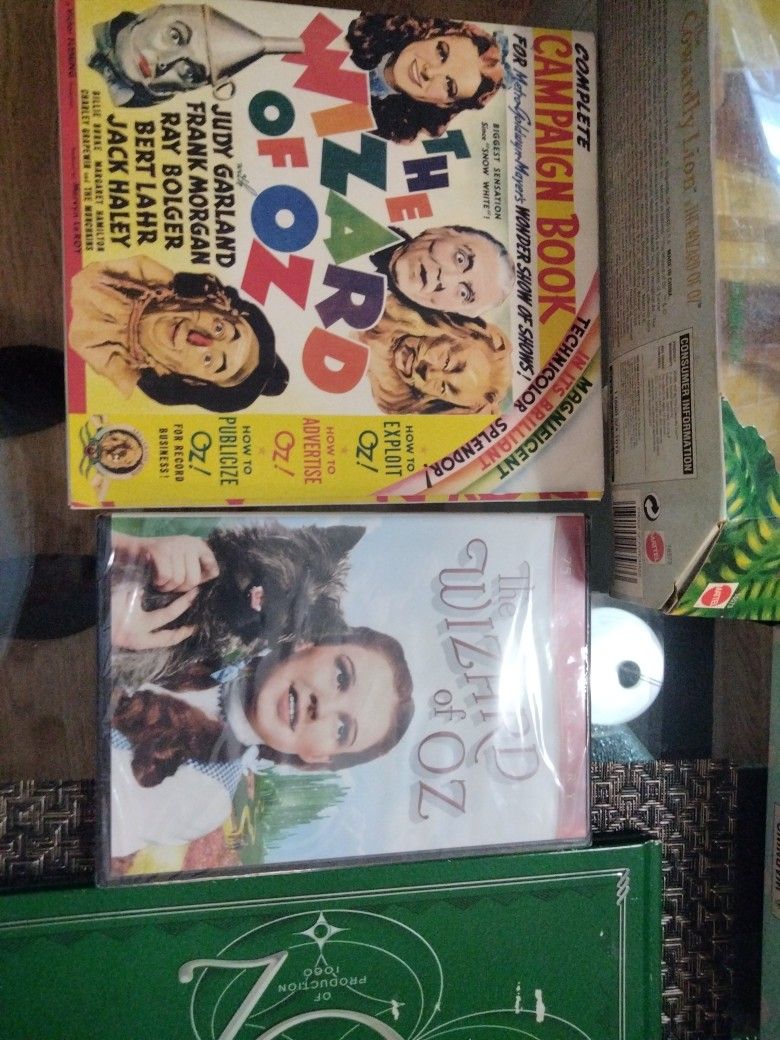 COMPLETE
CAMPAIGN BOOK
FOR Metro-Goldwyn-Mayer's WONDER SHOW OF SHOWS!
BIGGEST SENSATION
Since "SNOW WHITE"!
THE
WIZARD
OF OZ
JUDY GARLAND
FRANK MORGAN
RAY BOLGER
BERT LAHR
JACK HALEY
BILLIE BURKE MARGARET HAMILTON
CHARLEY GRAPEWIN and THE MUNCHKINS
MAGNIFICENT
IN ITS BRILLIANT
TECHNICOLOR SPLENDOR!
HOW TO
EXPLOIT
OZ!
HOW TO
ADVERTISE
OZ!
HOW TO
PUBLICIZE
OZ!
FOR RECORD
BUSINESS!
Cowardly Lion
THE WIZARD OF OZ™
CONSUMER INFORMATION
MATTEL
MATTEL
The
WIZARD
of OZ
OF
PRODUCTION
1060
OZ